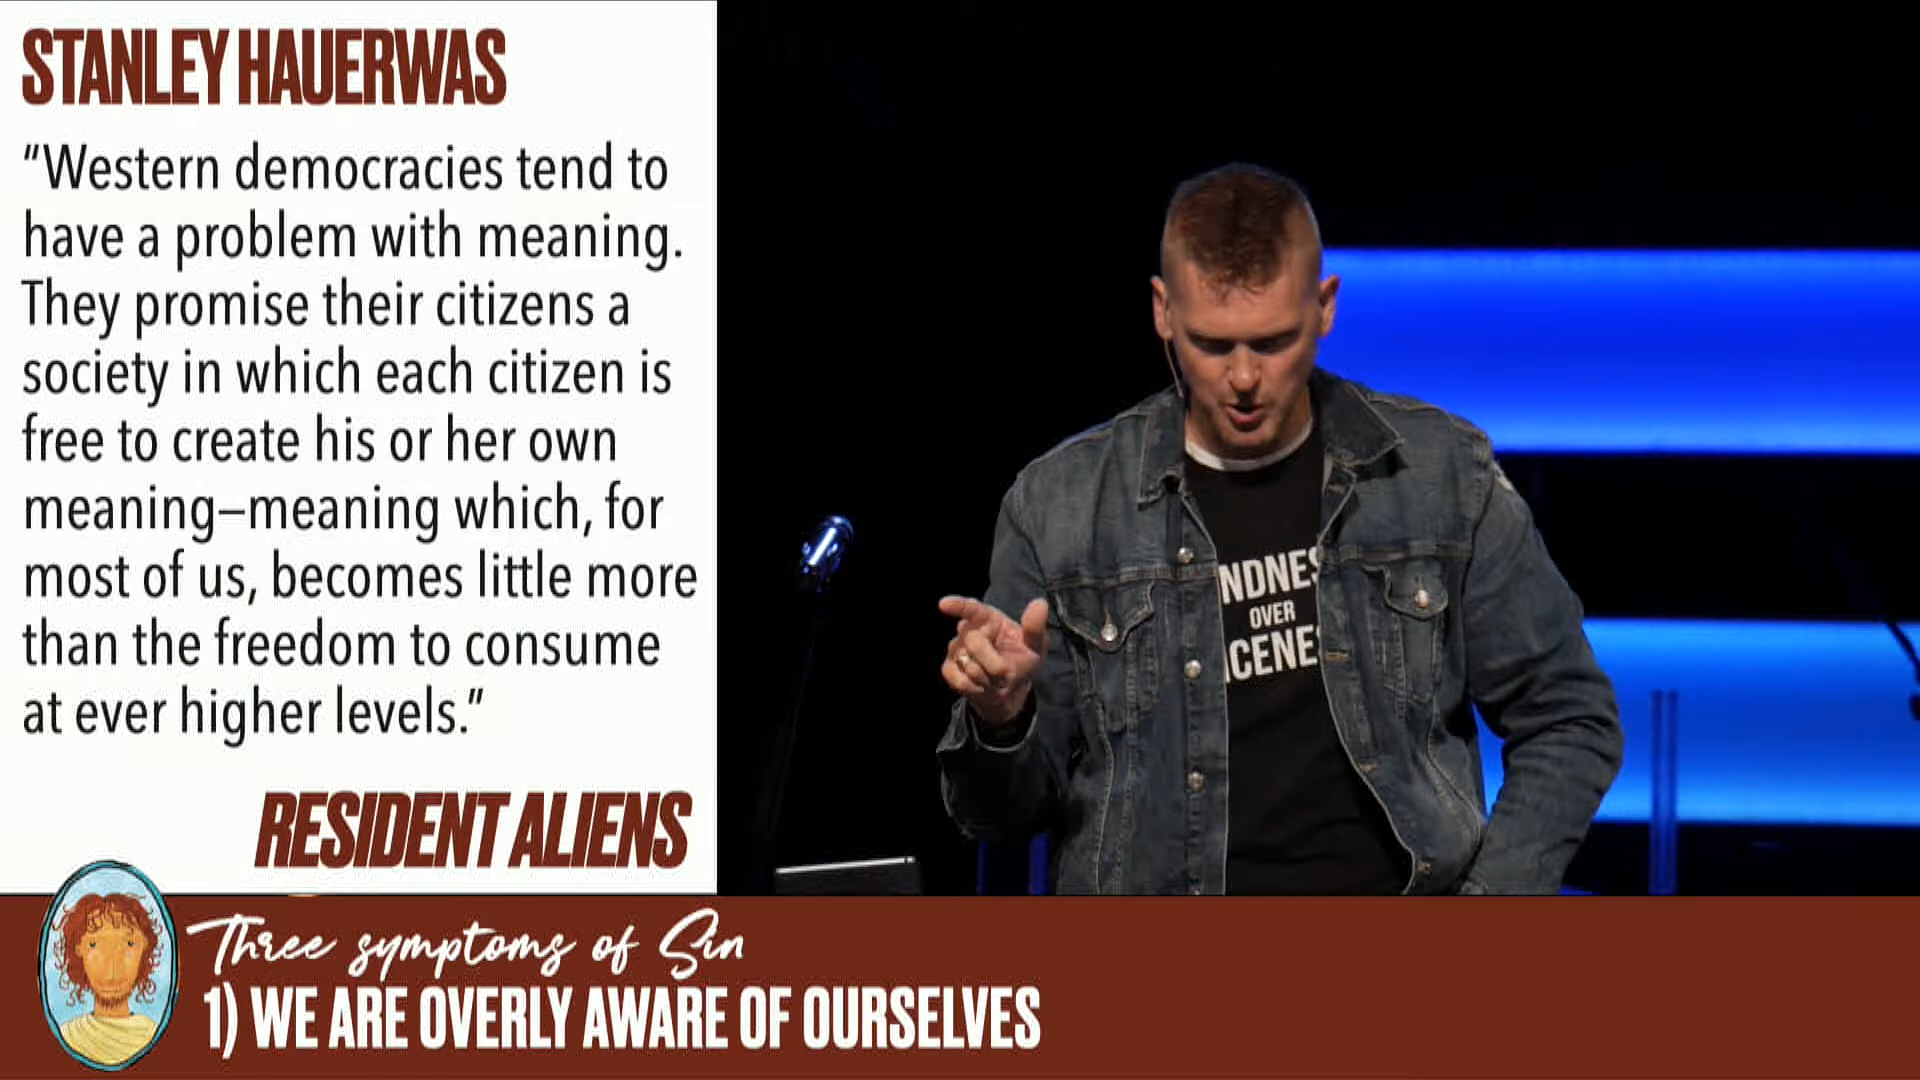 STANLEY HAUERWAS
“Western democracies tend to
have a problem with meaning.
They promise their citizens a
society in which each citizen is
free to create his or her own
meaning—meaning which, for
most of us, becomes little more
than the freedom to consume
at ever higher levels.”
RESIDENT ALIENS
NDNES
OVER
ICENE
Three symptoms of Sin
1) WE ARE OVERLY AWARE OF OURSELVES